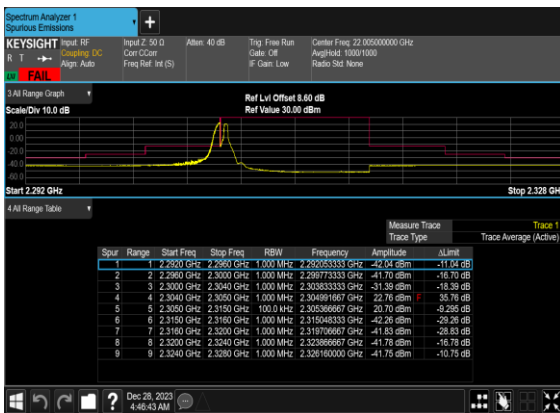 Spectrum Analyzer 1
Spurious Emissions
KEYSIGHT Input: RF Input Z: 50 Ω Atten: 40 dB Trig: Free Run Center Freq: 22.005000000 GHz
R T Coupling: DC Corr CCorr Gate: Off Avg|Hold: 1000/1000
Align: Auto Freq Ref: Int (S) IF Gain: Low Radio Std: None
LV FAIL
3 All Range Graph
Ref Lvl Offset 8.60 dB
Scale/Div 10.0 dB Ref Value 30.00 dBm
20.0
0.00
-20.0
-40.0
-60.0
Start 2.292 GHz Stop 2.328 GH
4 All Range Table
Measure Trace Trace 1
Trace Type Trace Average (Active)
Spur Range Start Freq Stop Freq RBW Frequency Amplitude ΔLimit
1 1 2.2920 GHz 2.2960 GHz 1.000 MHz 2.292053333 GHz -42.04 dBm -11.04 dB
2 2 2.2960 GHz 2.3000 GHz 1.000 MHz 2.299773333 GHz -41.70 dBm -16.70 dB
3 3 2.3000 GHz 2.3040 GHz 1.000 MHz 2.303833333 GHz -31.39 dBm -18.39 dB
4 4 2.3040 GHz 2.3050 GHz 1.000 MHz 2.304991667 GHz 22.76 dBm F 35.76 dB
5 5 2.3050 GHz 2.3150 GHz 100.0 kHz 2.305366667 GHz 20.70 dBm -9.295 dB
6 6 2.3150 GHz 2.3160 GHz 1.000 MHz 2.315048333 GHz -42.26 dBm -29.26 dB
7 7 2.3160 GHz 2.3200 GHz 1.000 MHz 2.319706667 GHz -41.83 dBm -28.83 dB
8 8 2.3200 GHz 2.3240 GHz 1.000 MHz 2.323866667 GHz -41.78 dBm -16.78 dB
9 9 2.3240 GHz 2.3280 GHz 1.000 MHz 2.326160000 GHz -41.75 dBm -10.75 dB
Dec 28, 2023
4:46:43 AM